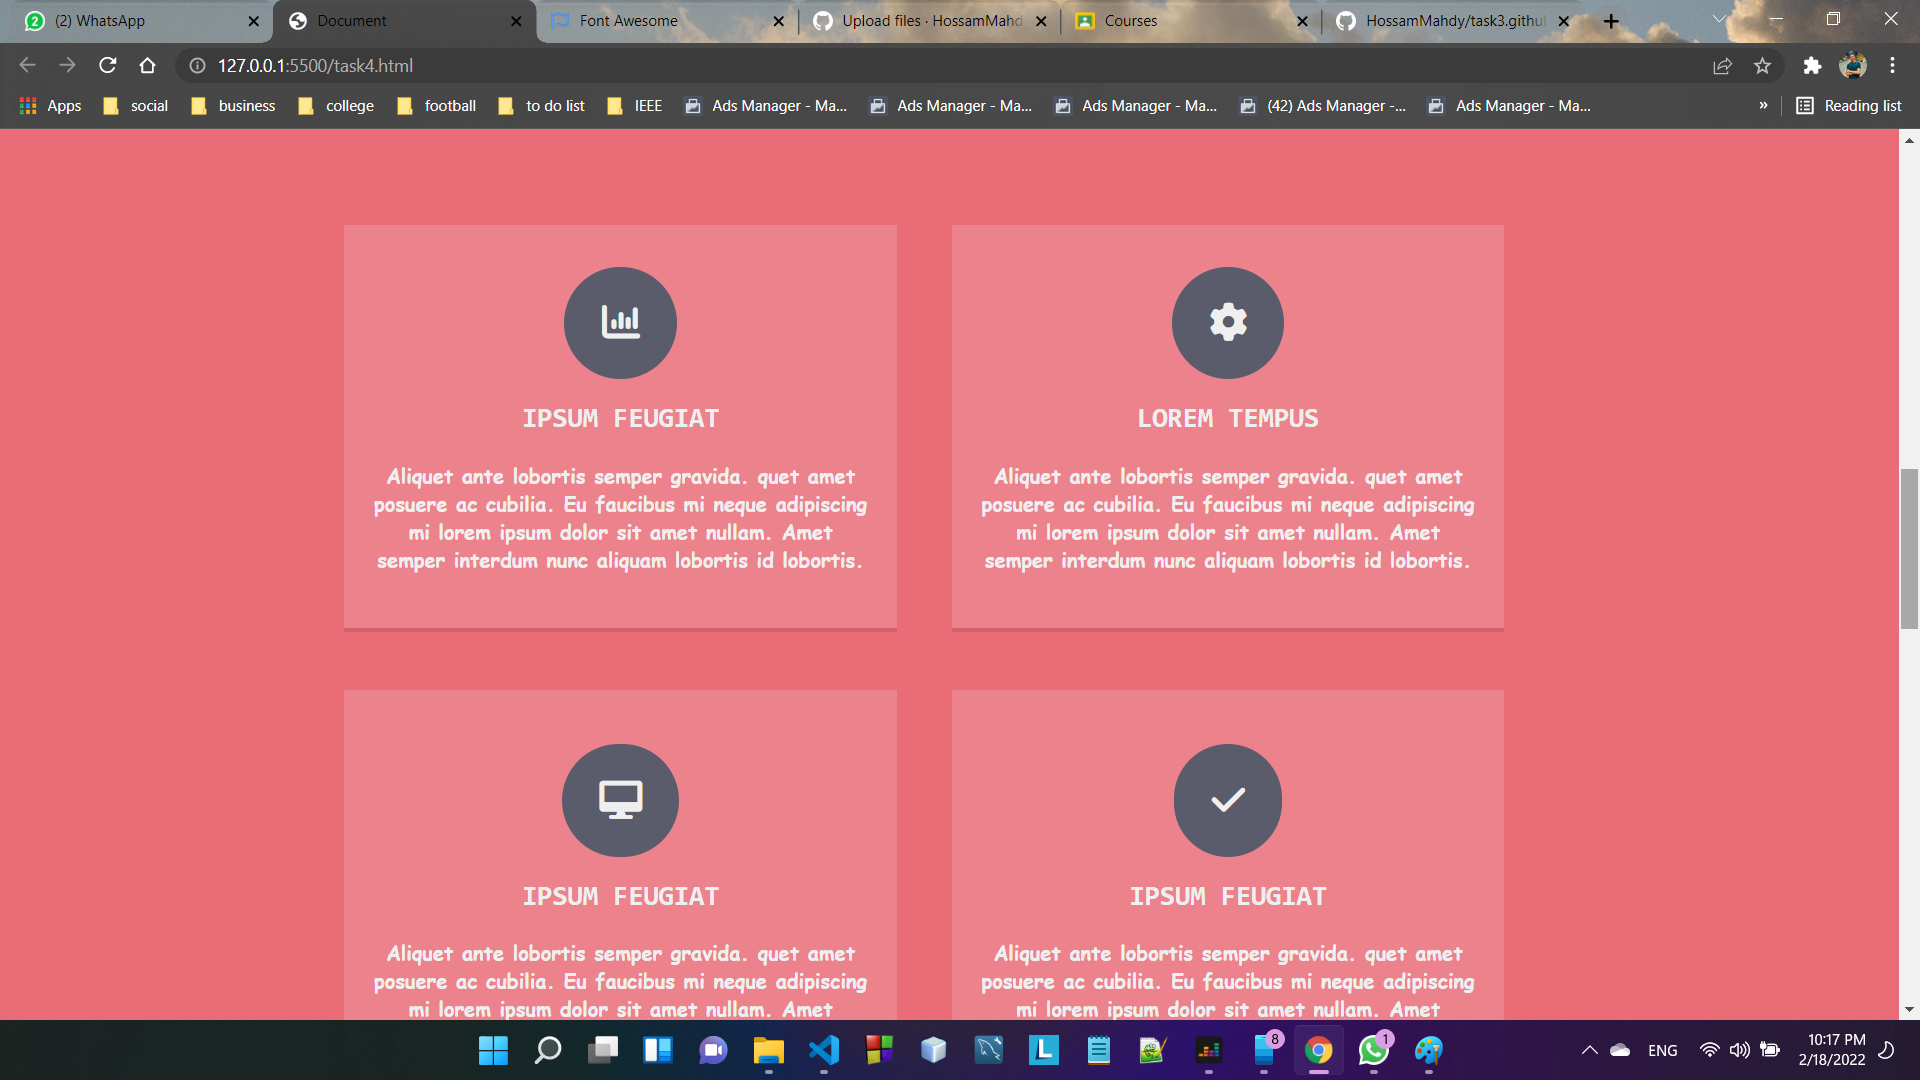 (2) WhatsApp
Document
Font Awesome
Upload files · HossamMahd
Courses
HossamMahdy/task3.githu
127.0.0.1:5500/task4.html
Apps
social
business
college
football
to do list
IEEE
Ads Manager - Ma...
Ads Manager - Ma...
Ads Manager - Ma...
(42) Ads Manager -...
Ads Manager - Ma...
»
Reading list
IPSUM FEUGIAT
Aliquet ante lobortis semper gravida. quet amet
posuere ac cubilia. Eu faucibus mi neque adipiscing
mi lorem ipsum dolor sit amet nullam. Amet
semper interdum nunc aliquam lobortis id lobortis.
LOREM TEMPUS
Aliquet ante lobortis semper gravida. quet amet
posuere ac cubilia. Eu faucibus mi neque adipiscing
mi lorem ipsum dolor sit amet nullam. Amet
semper interdum nunc aliquam lobortis id lobortis.
IPSUM FEUGIAT
Aliquet ante lobortis semper gravida. quet amet
posuere ac cubilia. Eu faucibus mi neque adipiscing
mi lorem ipsum dolor sit amet nullam. Amet
IPSUM FEUGIAT
Aliquet ante lobortis semper gravida. quet amet
posuere ac cubilia. Eu faucibus mi neque adipiscing
mi lorem ipsum dolor sit amet nullam. Amet
L
8
1
ENG
10:17 PM
2/18/2022